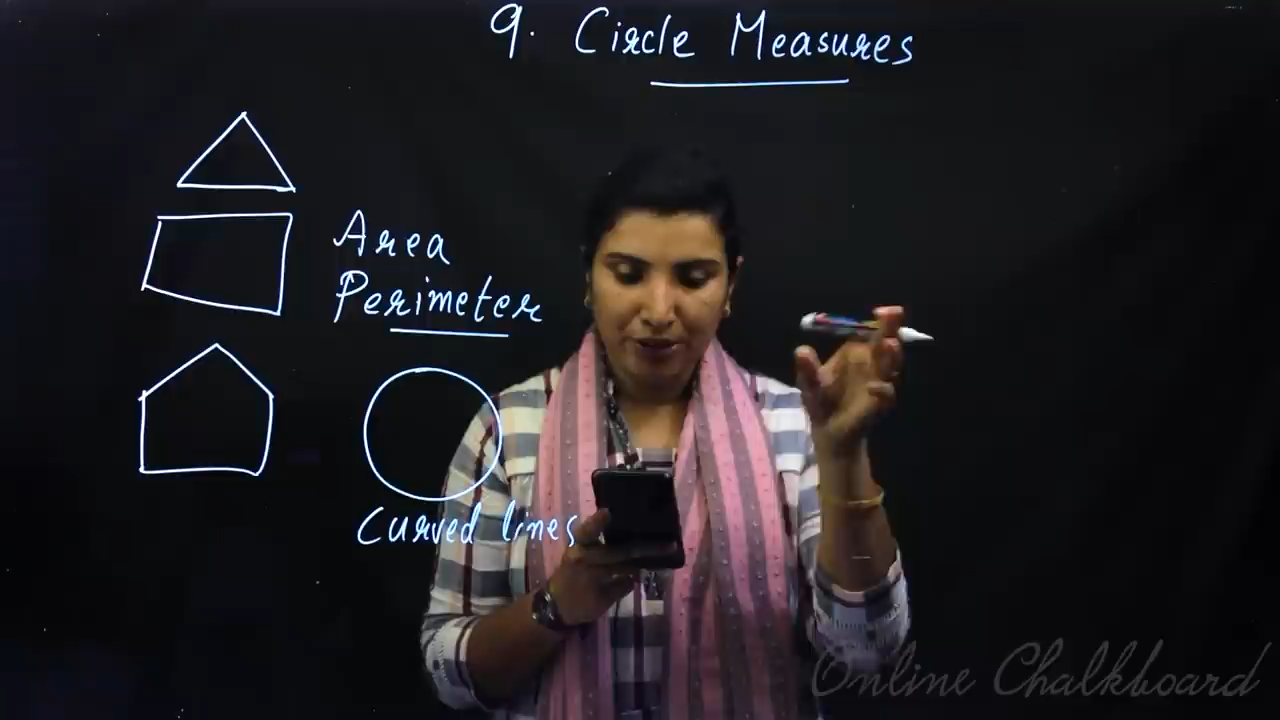 9. Circle Measures
Area
Perimeter
Curved lines
Online Chalkboard